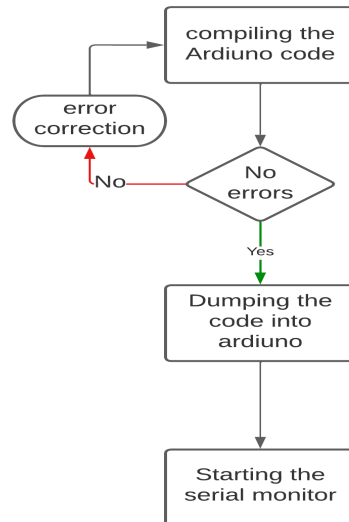 compiling the
Ardiuno code
error
correction
No
No
errors
Yes
Dumping the
code into
ardiuno
Starting the
serial monitor